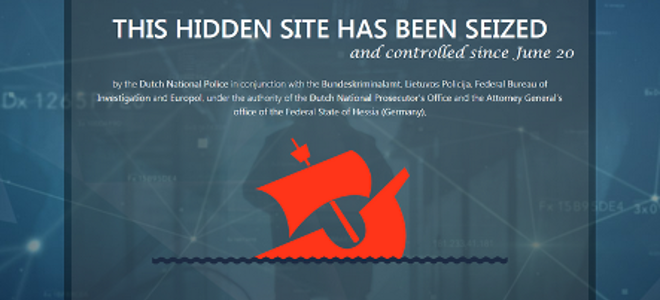 THIS HIDDEN SITE HAS BEEN SEIZED
and controlled since June 20
by the Dutch National Police in conjunction with the Bundeskriminalamt, Lietuvos Policija, Federal Bureau of
Investigation and Europol, under the authority of the Dutch National Prosecutor's Office and the Attorney General's
office of the Federal State of Hessia (Germany).